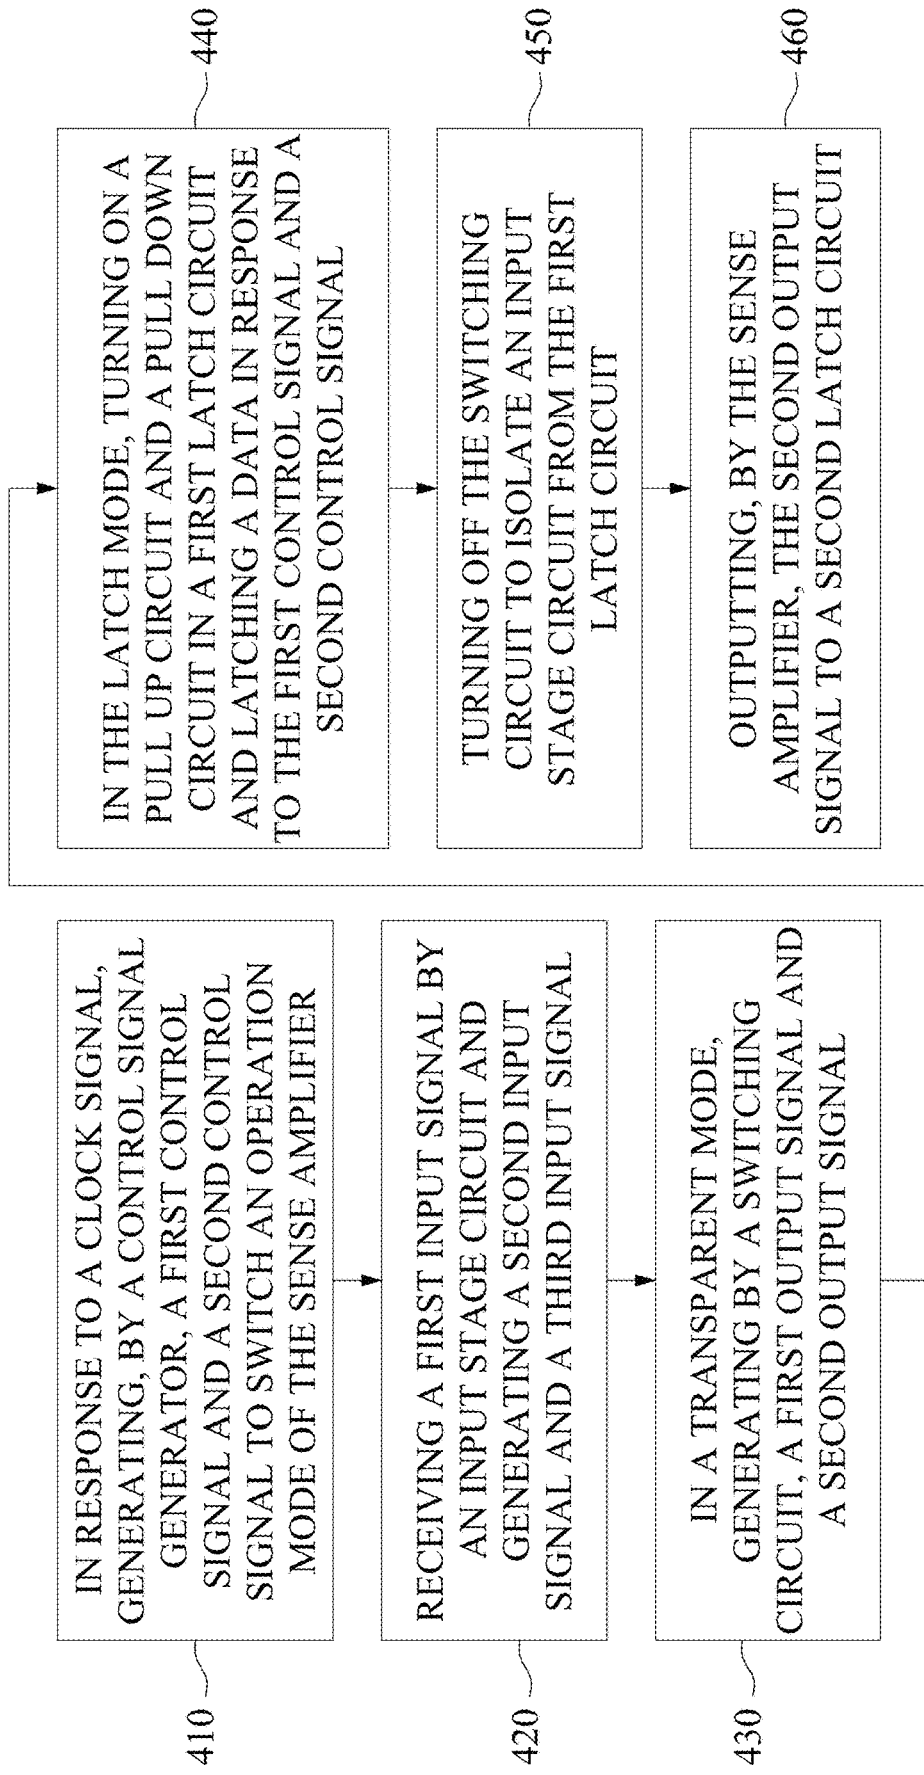 410
IN RESPONSE TO A CLOCK SIGNAL,
GENERATING, BY A CONTROL SIGNAL
GENERATOR, A FIRST CONTROL
SIGNAL AND A SECOND CONTROL
SIGNAL TO SWITCH AN OPERATION
MODE OF THE SENSE AMPLIFIER
420
RECEIVING A FIRST INPUT SIGNAL BY
AN INPUT STAGE CIRCUIT AND
GENERATING A SECOND INPUT
SIGNAL AND A THIRD INPUT SIGNAL
430
IN A TRANSPARENT MODE,
GENERATING BY A SWITCHING
CIRCUIT, A FIRST OUTPUT SIGNAL AND
A SECOND OUTPUT SIGNAL
440
IN THE LATCH MODE, TURNING ON A
PULL UP CIRCUIT AND A PULL DOWN
CIRCUIT IN A FIRST LATCH CIRCUIT
AND LATCHING A DATA IN RESPONSE
TO THE FIRST CONTROL SIGNAL AND A
SECOND CONTROL SIGNAL
450
TURNING OFF THE SWITCHING
CIRCUIT TO ISOLATE AN INPUT
STAGE CIRCUIT FROM THE FIRST
LATCH CIRCUIT
460
OUTPUTTING, BY THE SENSE
AMPLIFIER, THE SECOND OUTPUT
SIGNAL TO A SECOND LATCH CIRCUIT